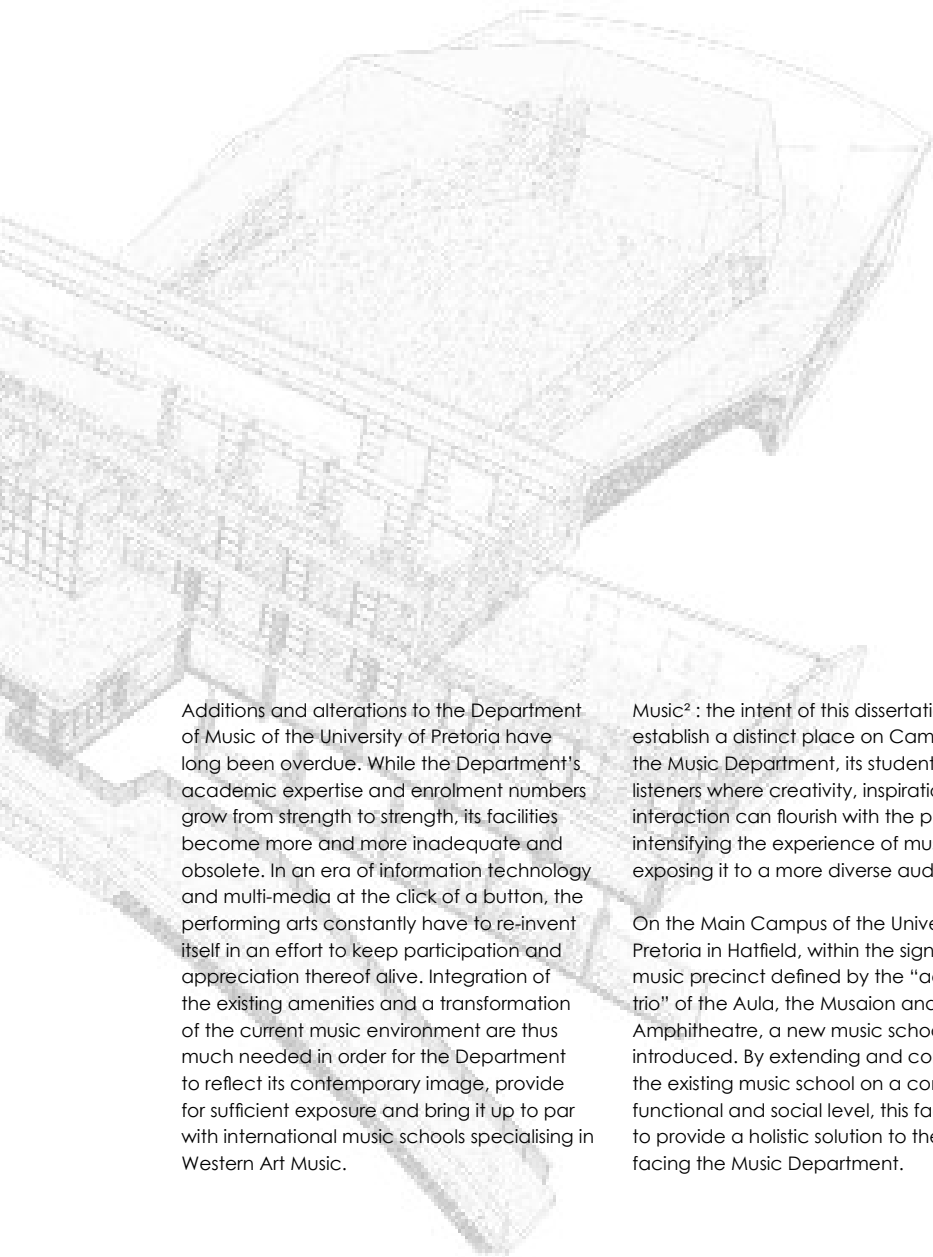 Additions and alterations to the Department
of Music of the University of Pretoria have
long been overdue. While the Department's
academic expertise and enrolment numbers
grow from strength to strength, its facilities
become more and more inadequate and
obsolete. In an era of information technology
and multi-media at the click of a button, the
performing arts constantly have to re-invent
itself in an effort to keep participation and
appreciation thereof alive. Integration of
the existing amenities and a transformation
of the current music environment are thus
much needed in order for the Department
to reflect its contemporary image, provide
for sufficient exposure and bring it up to par
with international music schools specialising in
Western Art Music.
Music² : the intent of this dissertati
establish a distinct place on Cam
the Music Department, its student
listeners where creativity, inspiratio
interaction can flourish with the p
intensifying the experience of mu
exposing it to a more diverse aud
On the Main Campus of the Unive
Pretoria in Hatfield, within the sign
music precinct defined by the “a
trio” of the Aula, the Musaion and
Amphitheatre, a new music schoo
introduced. By extending and co
the existing music school on a co
functional and social level, this fa
to provide a holistic solution to the
facing the Music Department.